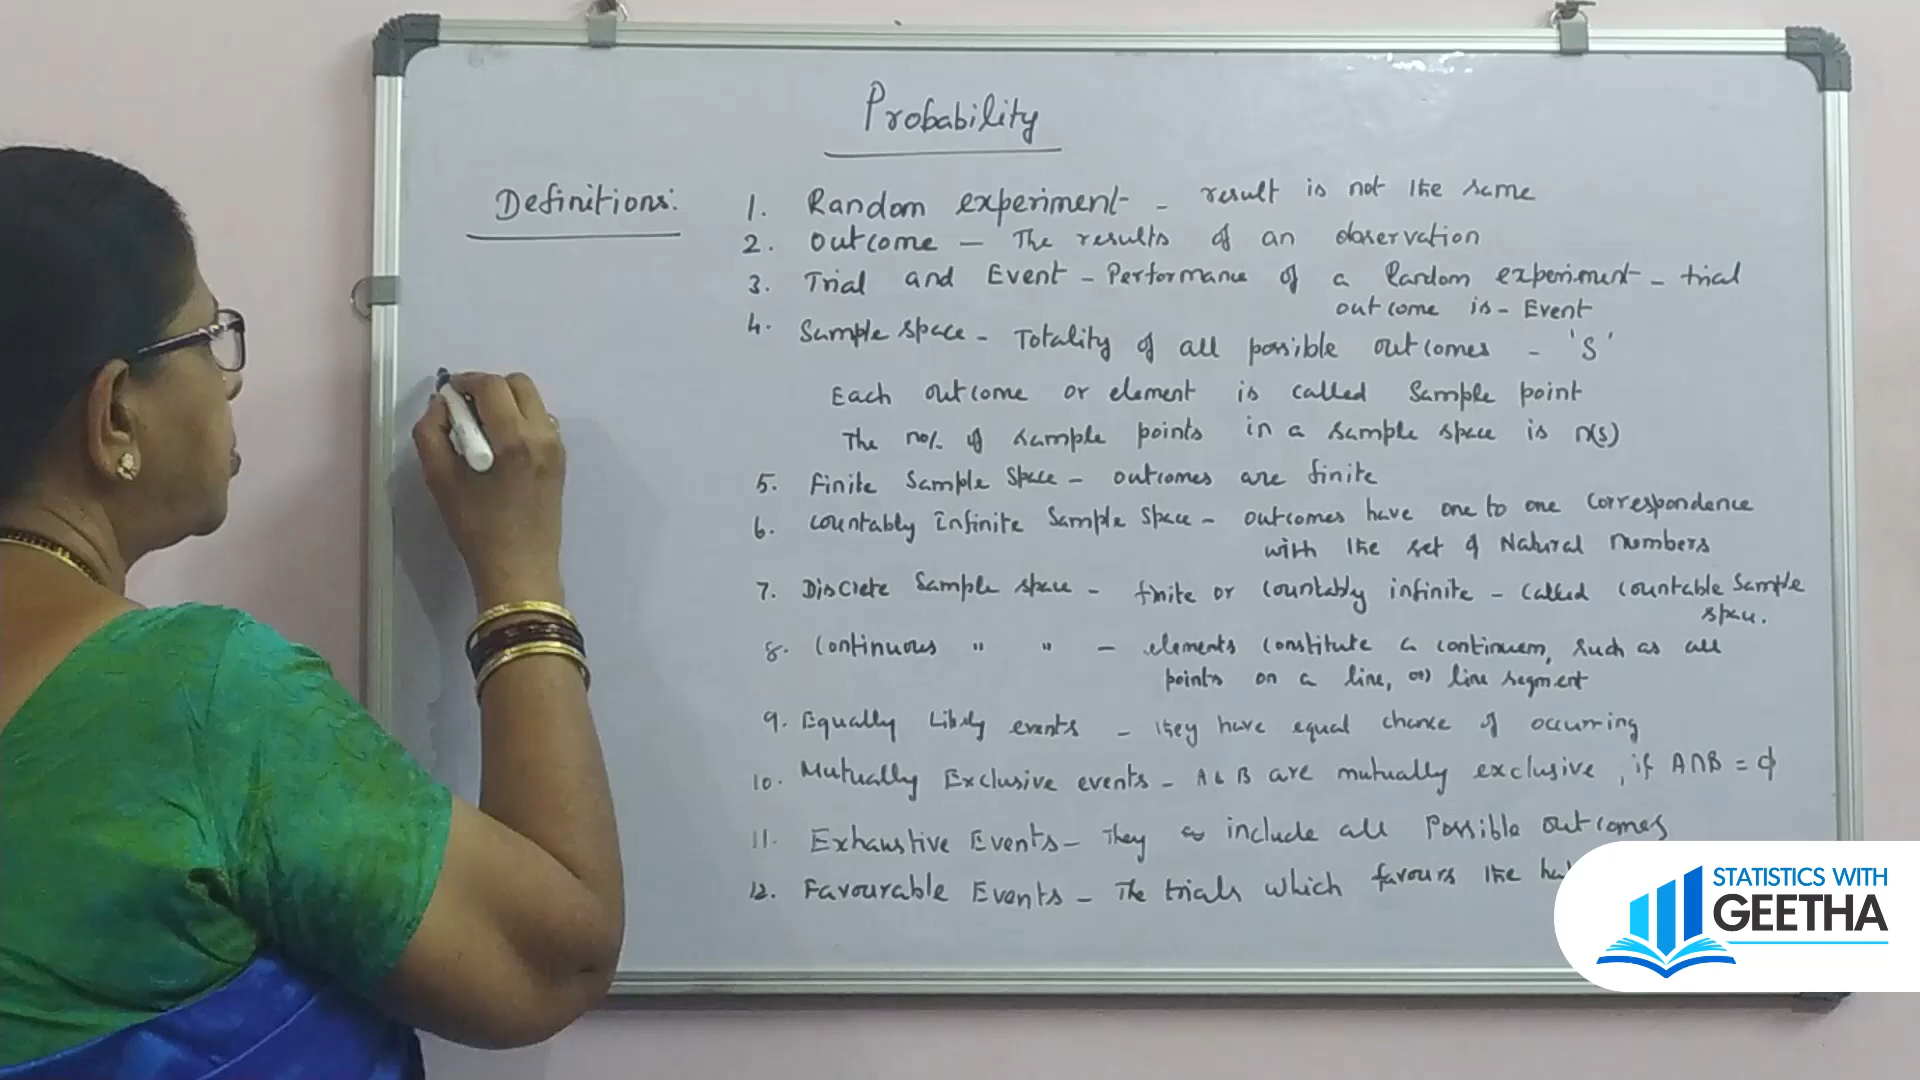 Probability
Definitions:
1. Random experiment - result is not the same
2. Outcome - The results of an observation
3. Trial and Event - Performance of a Random experiment - trial
outcome is - Event
4. Sample space - Totality of all possible outcomes - 'S'
Each outcome or element is called Sample point
The no/. of sample points in a sample space is n(s)
5. Finite Sample Space - outcomes are finite
6. Countably Infinite Sample Space - outcomes have one to one correspondence
with the set of Natural numbers
7. Discrete Sample space - finite or countably infinite - called countable sample
space.
8. Continuous " " - elements constitute a continuem, such as all
points on a line, (or) line segment
9. Equally Likely events - they have equal chance of occurring
10. Mutually Exclusive events - A & B are mutually exclusive, if A∩B = ϕ
11. Exhaustive Events - They include all possible outcomes
12. Favourable Events - The trials which favours the
STATISTICS WITH
GEETHA